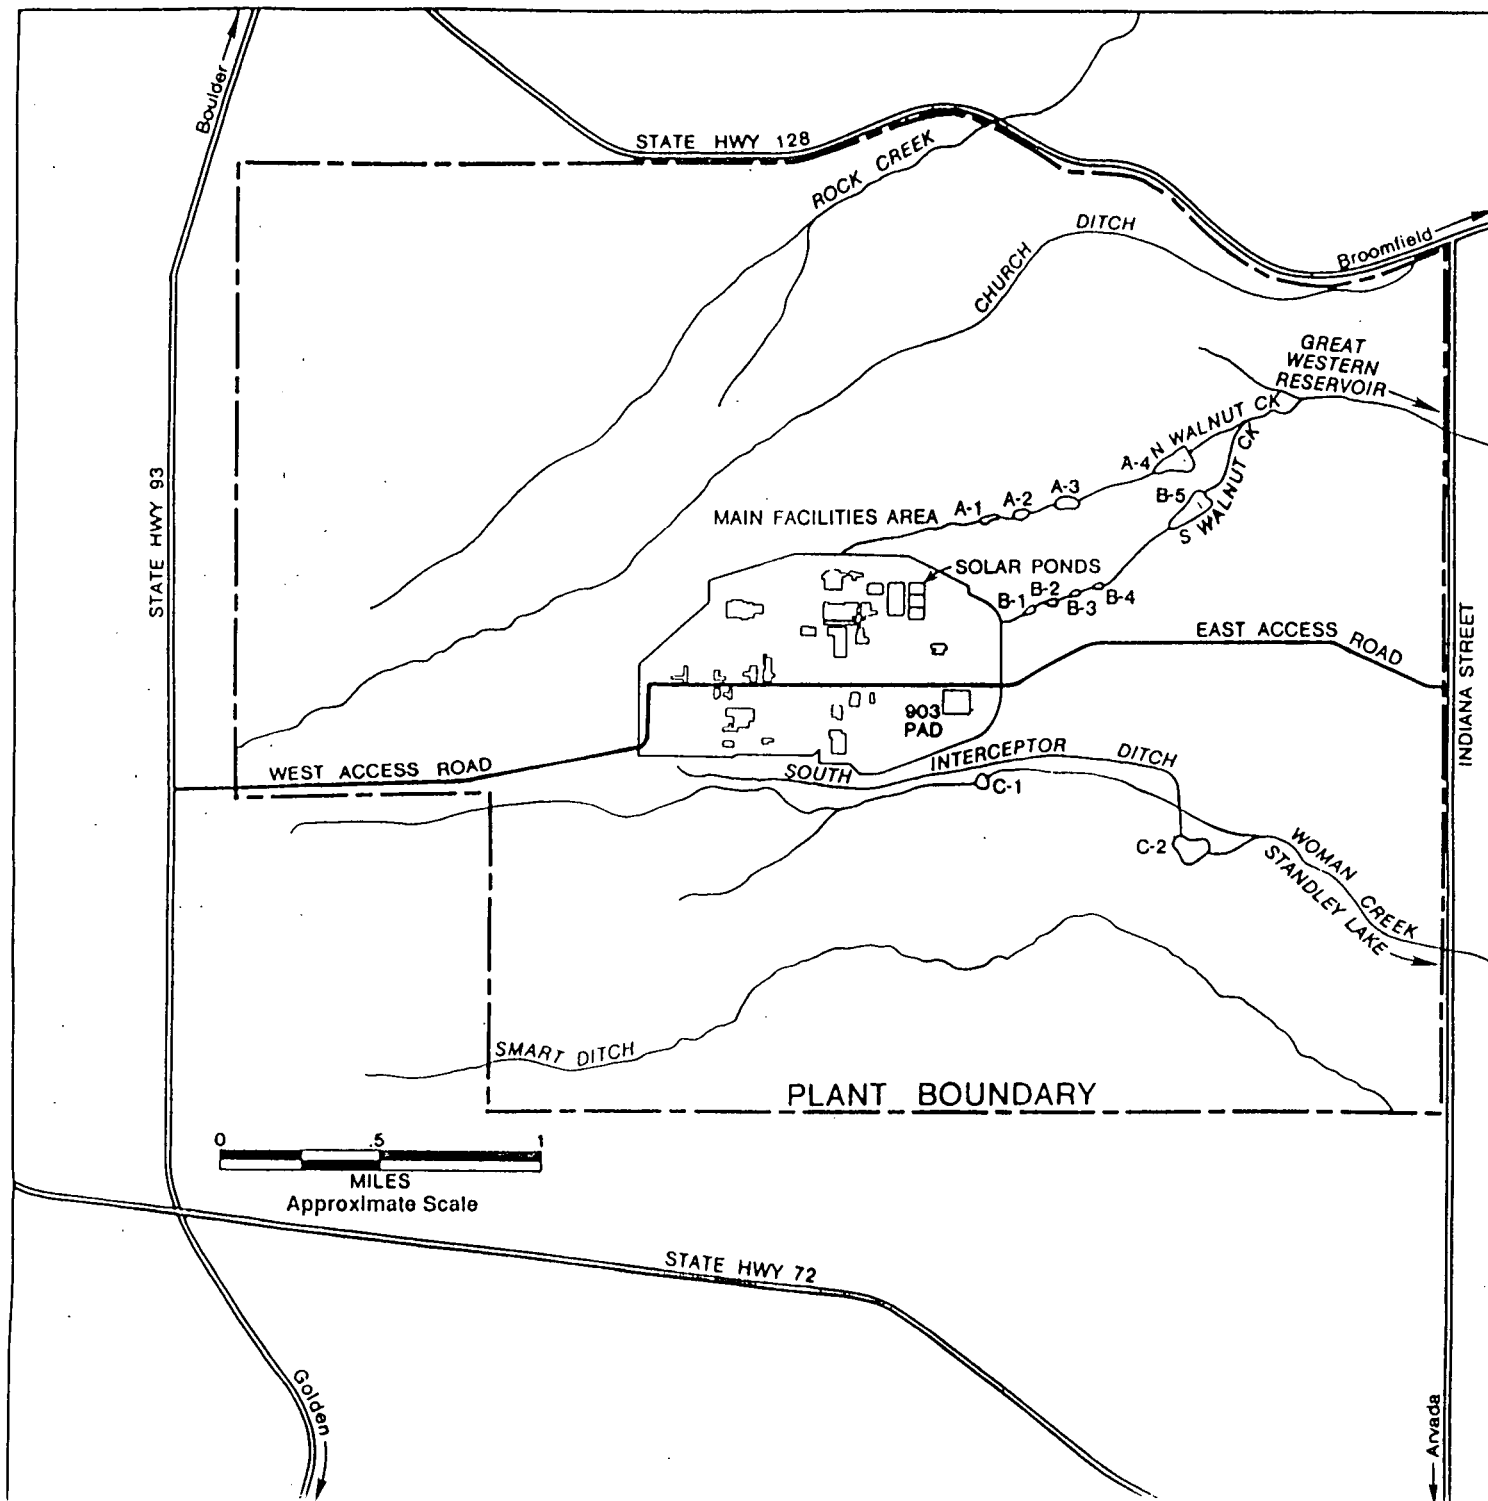 Boulder
STATE HWY 128
ROCK CREEK
DITCH
CHURCH
Broomfield
GREAT
WESTERN
RESERVOIR
N WALNUT CK
A-4
S WALNUT CK
B-5
A-3
A-2
A-1
MAIN FACILITIES AREA
STATE HWY 93
SOLAR PONDS
B-1
B-2
B-3
B-4
EAST ACCESS ROAD
INDIANA STREET
903
PAD
WEST ACCESS ROAD
SOUTH INTERCEPTOR DITCH
C-1
C-2
WOMAN CREEK
STANDLEY LAKE
SMART DITCH
PLANT BOUNDARY
0 .5 1
MILES
Approximate Scale
STATE HWY 72
Golden
Arvada